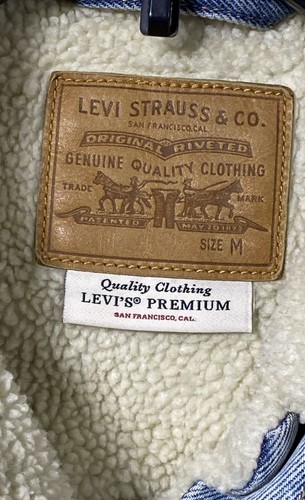 LEVI STRAUSS & CO.
SAN FRANCISCO, CAL.
ORIGINAL RIVETED
GENUINE QUALITY CLOTHING
TRADE MARK
PATENTED MAY 20 1873
SIZE M
Quality Clothing
LEVI'S® PREMIUM
SAN FRANCISCO, CAL.